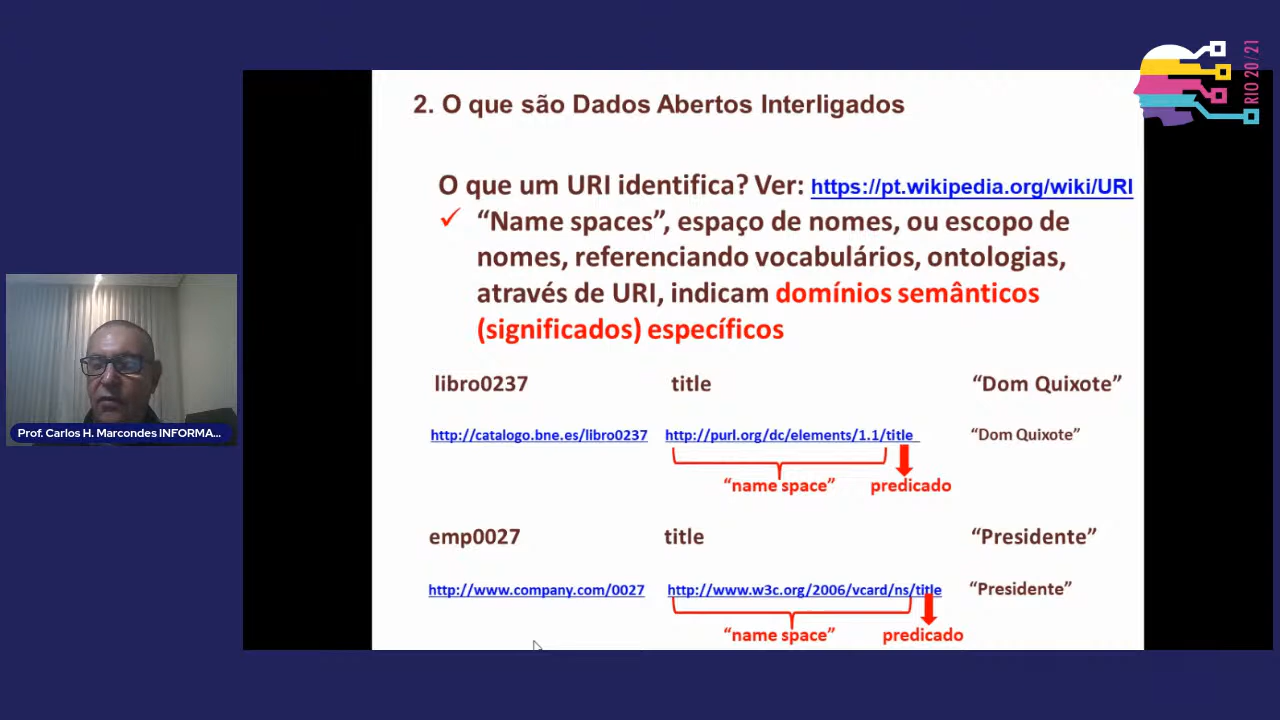 RIO 20/21
2. O que são Dados Abertos Interligados
O que um URI identifica? Ver: https://pt.wikipedia.org/wiki/URI
✓ “Name spaces”, espaço de nomes, ou escopo de
nomes, referenciando vocabulários, ontologias,
através de URI, indicam domínios semânticos
(significados) específicos
libro0237 title “Dom Quixote”
http://catalogo.bne.es/libro0237 http://purl.org/dc/elements/1.1/title “Dom Quixote”
“name space” predicado
Prof. Carlos H. Marcondes INFORMA...
emp0027 title “Presidente”
http://www.company.com/0027 http://www.w3c.org/2006/vcard/ns/title “Presidente”
“name space” predicado